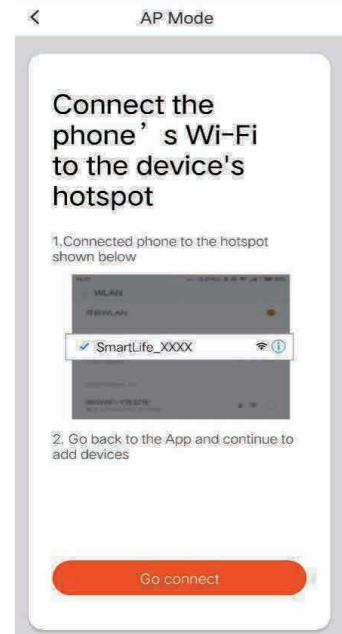 AP Mode
Connect the
phone’s Wi-Fi
to the device's
hotspot
1.Connected phone to the hotspot
shown below
WLAN
SmartLife_XXXX
2. Go back to the App and continue to
add devices
Go connect